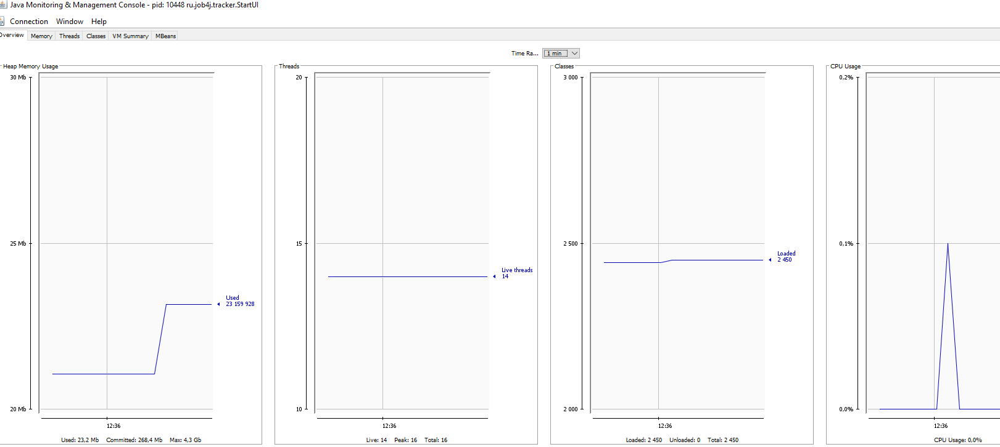 Java Monitoring & Management Console - pid: 10448 ru.job4j.tracker.StartUI
Connection Window Help
Overview Memory Threads Classes VM Summary MBeans
Time Ra... 1 min
Heap Memory Usage
30 Mb
25 Mb
20 Mb
Used
23 159 928
12:36
Used: 23,2 Mb Committed: 268,4 Mb Max: 4,3 Gb
Threads
20
15
10
Live threads
14
12:36
Live: 14 Peak: 16 Total: 16
Classes
3 000
2 500
2 000
Loaded
2 450
12:36
Loaded: 2 450 Unloaded: 0 Total: 2 450
CPU Usage
0,2%
0,1%
0,0%
12:36
CPU Usage: 0,0%